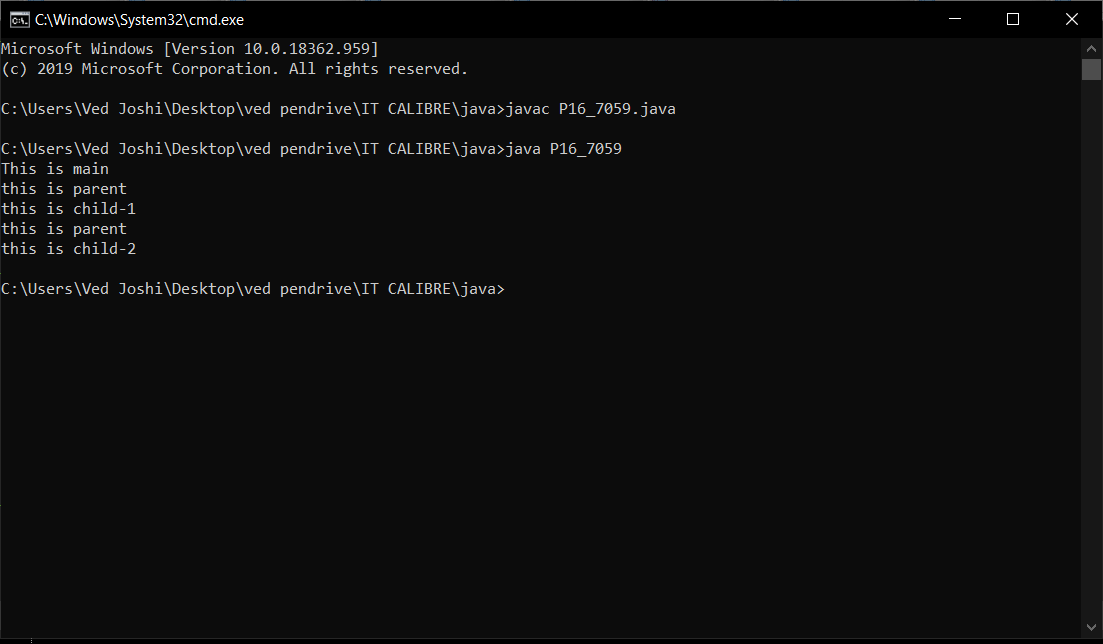 C:\Windows\System32\cmd.exe
Microsoft Windows [Version 10.0.18362.959]
(c) 2019 Microsoft Corporation. All rights reserved.
C:\Users\Ved Joshi\Desktop\ved pendrive\IT CALIBRE\java>javac P16_7059.java
C:\Users\Ved Joshi\Desktop\ved pendrive\IT CALIBRE\java>java P16_7059
This is main
this is parent
this is child-1
this is parent
this is child-2
C:\Users\Ved Joshi\Desktop\ved pendrive\IT CALIBRE\java>